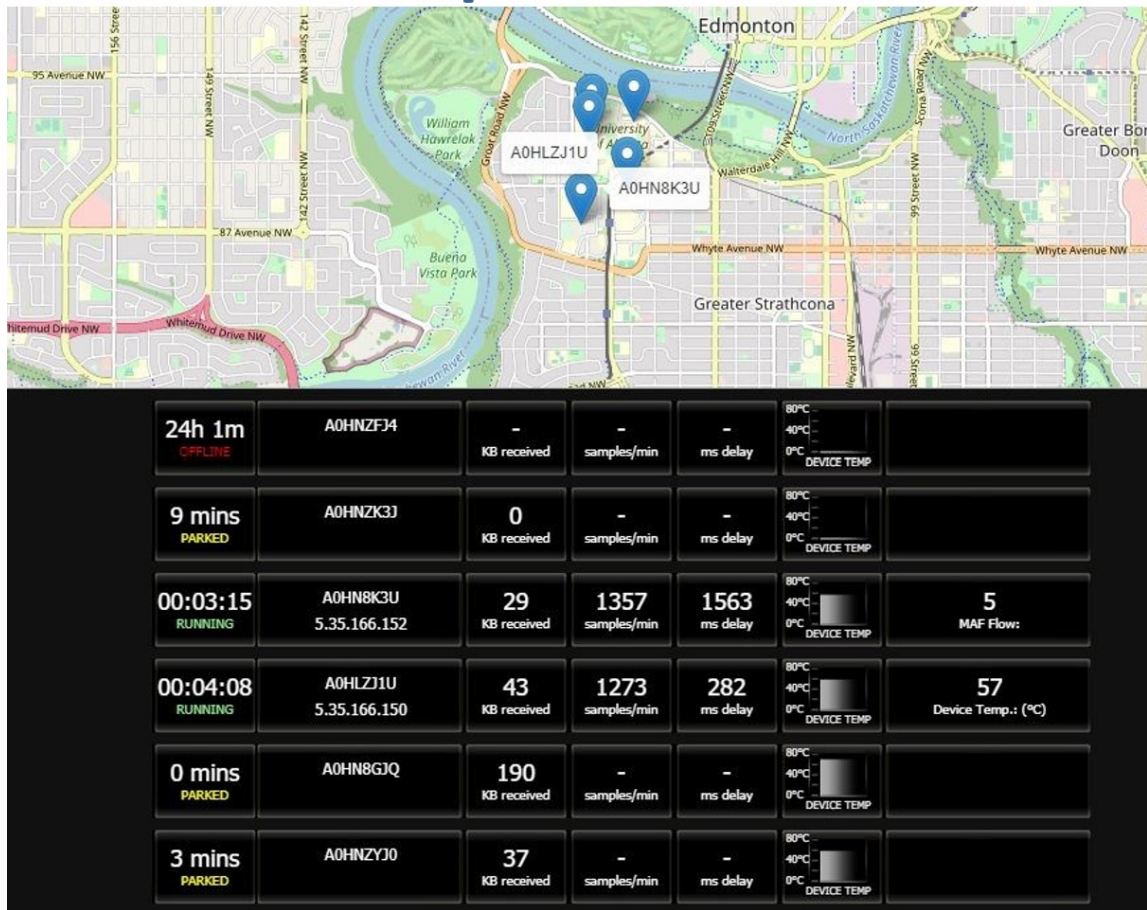 Edmonton
156 Stree
142 Street NW
95 Avenue NW
149 Street NW
William
Hawrelak
Park
Groat Road NW
University
A0HLZJ1U
A0HN8K3U
Walterdale
North Saskatchewan River
Scona Road NW
Greater Bon
Doon
142 Street NW
87 Avenue NW
99 Street NW
Buena
Vista Park
Whyte Avenue NW
Whyte Avenue NW
Greater Strathcona
hitemud Drive NW
Whitemud Drive NW
99 Street
24h 1m
OFFLINE
A0HNZFJ4
-
KB received
-
samples/min
-
ms delay
80°C
40°C
0°C
DEVICE TEMP
9 mins
PARKED
A0HNZK3J
0
KB received
-
samples/min
-
ms delay
80°C
40°C
0°C
DEVICE TEMP
00:03:15
RUNNING
A0HN8K3U
5.35.166.152
29
KB received
1357
samples/min
1563
ms delay
80°C
40°C
0°C
DEVICE TEMP
5
MAF Flow:
00:04:08
RUNNING
A0HLZJ1U
5.35.166.150
43
KB received
1273
samples/min
282
ms delay
80°C
40°C
0°C
DEVICE TEMP
57
Device Temp.: (°C)
0 mins
PARKED
A0HN8GJQ
190
KB received
-
samples/min
-
ms delay
80°C
40°C
0°C
DEVICE TEMP
3 mins
PARKED
A0HNZYJ0
37
KB received
-
samples/min
-
ms delay
80°C
40°C
0°C
DEVICE TEMP